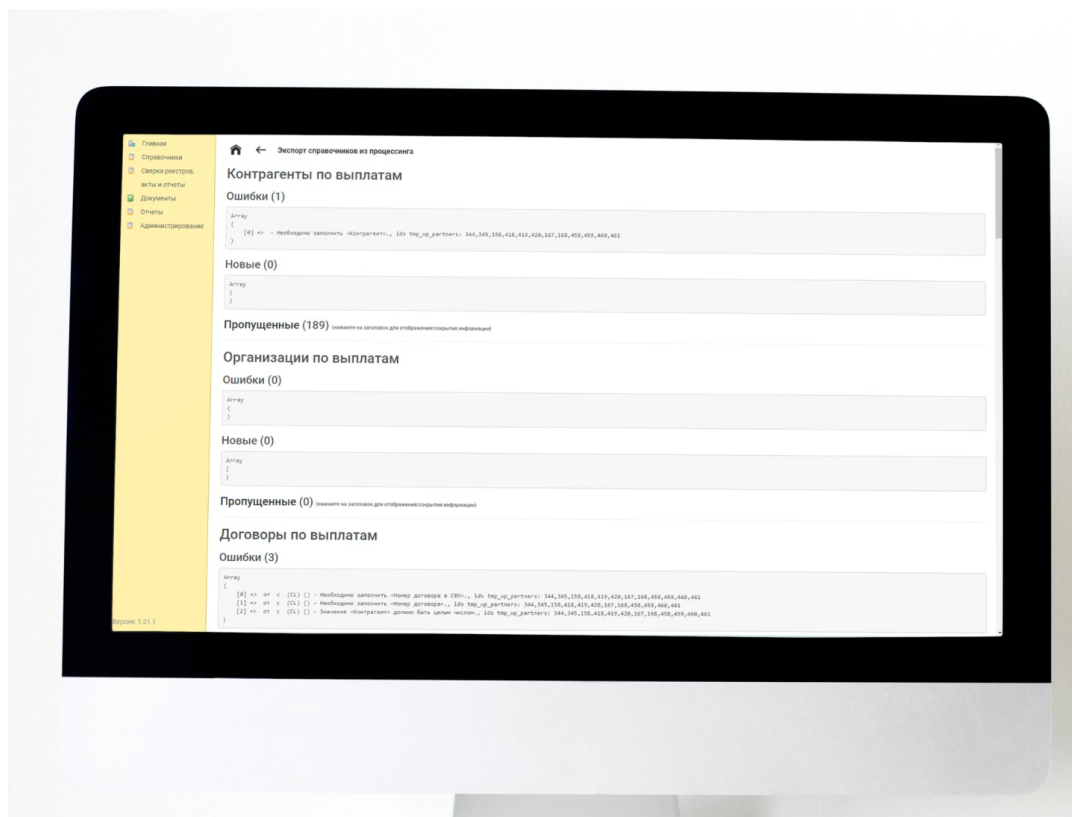 Главная
Справочники
Сверка реестров,
акты и отчеты
Документы
Отчеты
Администрирование
Версия: 1.21.1
Экспорт справочников из процессинга
Контрагенты по выплатам
Ошибки (1)
Array
(
[0] => - Необходимо заполнить «Контрагент»., ids tmp_wp_partners: 344,345,158,418,419,420,167,168,458,459,460,461
)
Новые (0)
Array
(
)
Пропущенные (189) (нажмите на заголовок для отображения/сокрытия информации)
Организации по выплатам
Ошибки (0)
Array
(
)
Новые (0)
Array
(
)
Пропущенные (0) (нажмите на заголовок для отображения/сокрытия информации)
Договоры по выплатам
Ошибки (3)
Array
(
[0] => от с (CL) () - Необходимо заполнить «Номер договора в СФУ»., ids tmp_wp_partners: 344,345,158,418,419,420,167,168,458,459,460,461
[1] => от с (CL) () - Необходимо заполнить «Номер договора»., ids tmp_wp_partners: 344,345,158,418,419,420,167,168,458,459,460,461
[2] => от с (CL) () - Значение «Контрагент» должно быть целым числом., ids tmp_wp_partners: 344,345,158,418,419,420,167,168,458,459,460,461
)